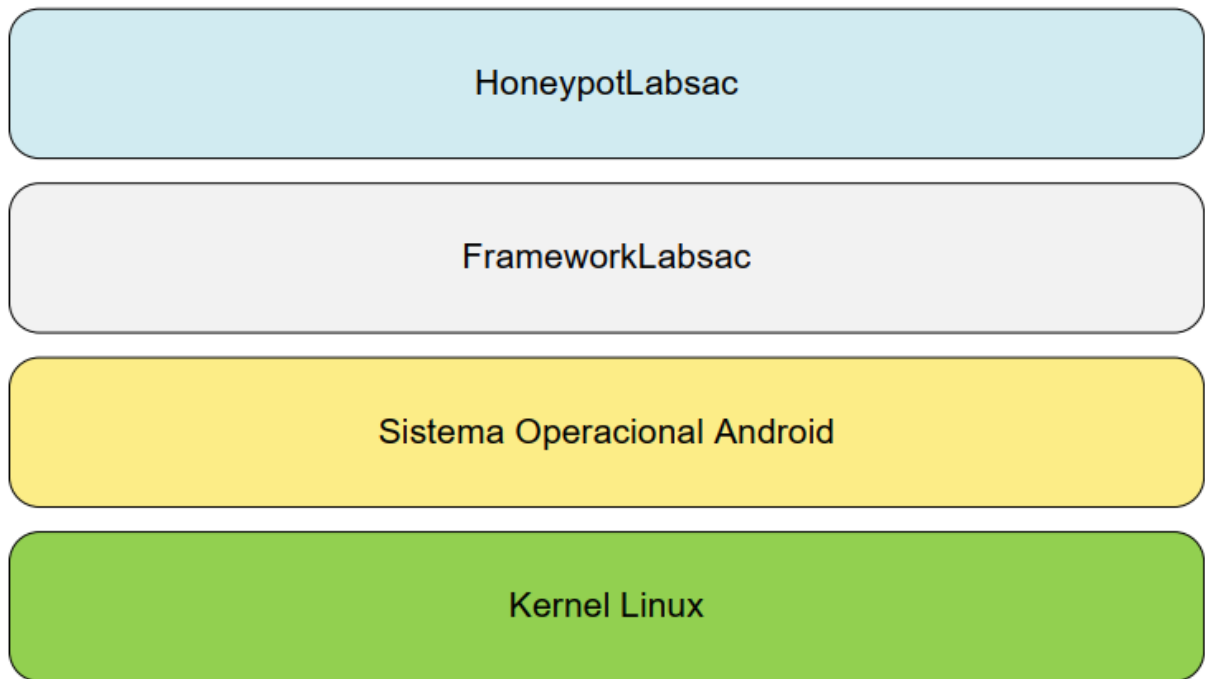 HoneypotLabsac
FrameworkLabsac
Sistema Operacional Android
Kernel Linux